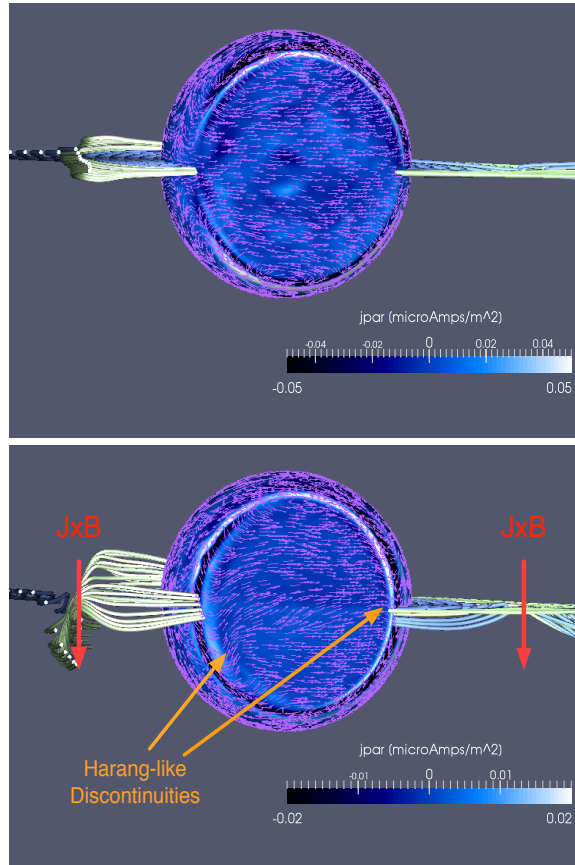 jpar (microAmps/m^2)
-0.04 -0.02 0 0.02 0.04
-0.05 0.05
JxB JxB
Harang-like
Discontinuities
jpar (microAmps/m^2)
-0.01 0 0.01
-0.02 0.02